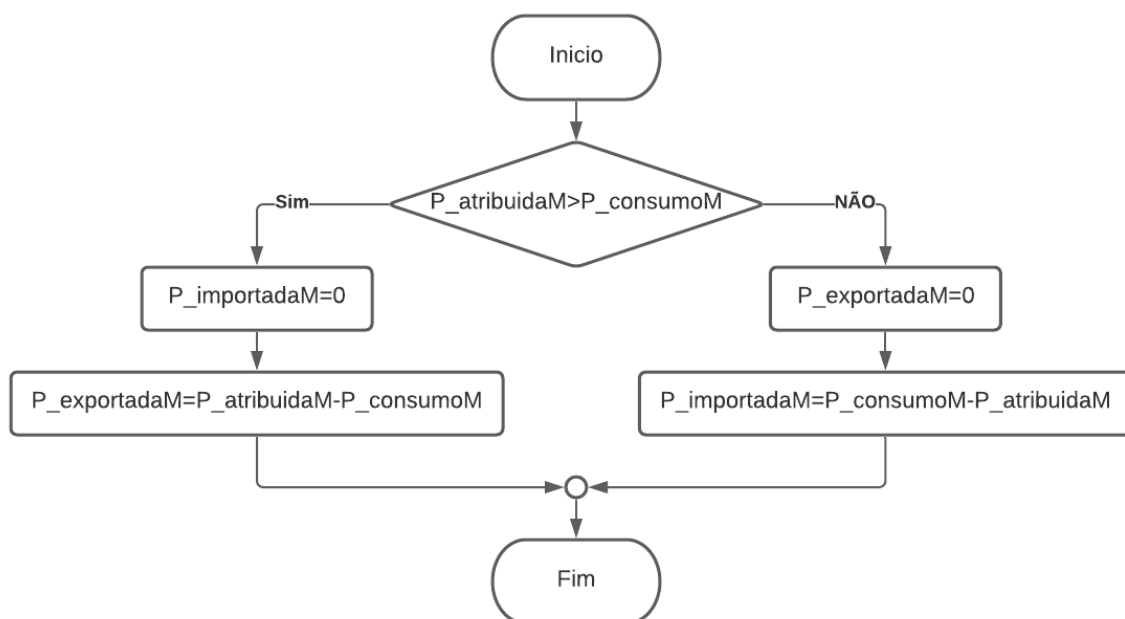 Inicio
P_atribuidaM>P_consumoM
Sim
NÃO
P_importadaM=0
P_exportadaM=0
P_exportadaM=P_atribuidaM-P_consumoM
P_importadaM=P_consumoM-P_atribuidaM
Fim